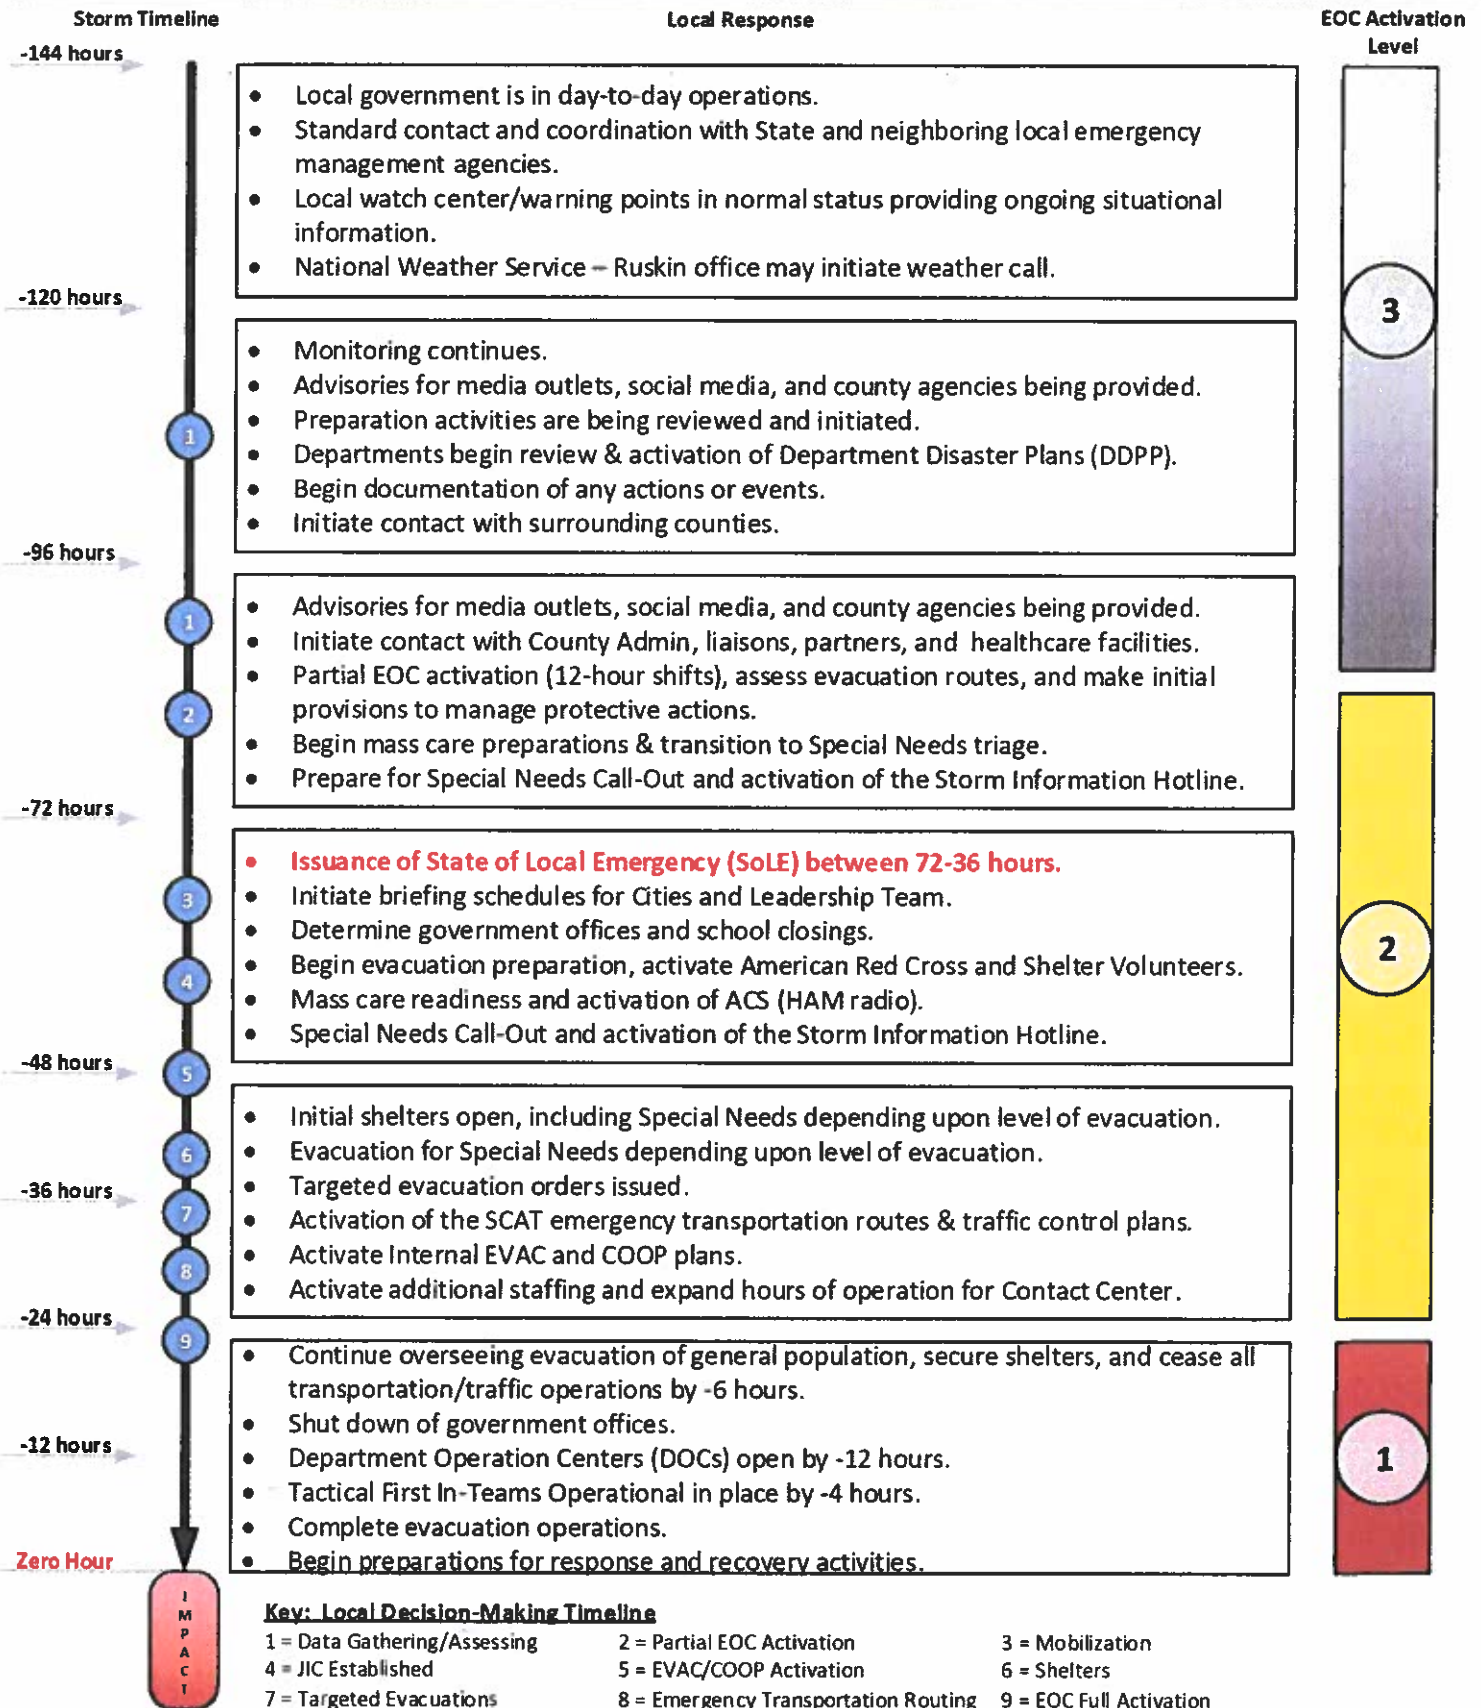 Storm Timeline
Local Response
EOC Activation
Level
-144 hours
• Local government is in day-to-day operations.
• Standard contact and coordination with State and neighboring local emergency
management agencies.
• Local watch center/warning points in normal status providing ongoing situational
information.
• National Weather Service – Ruskin office may initiate weather call.
-120 hours
3
• Monitoring continues.
• Advisories for media outlets, social media, and county agencies being provided.
• Preparation activities are being reviewed and initiated.
1
• Departments begin review & activation of Department Disaster Plans (DDPP).
• Begin documentation of any actions or events.
• Initiate contact with surrounding counties.
-96 hours
• Advisories for media outlets, social media, and county agencies being provided.
1
• Initiate contact with County Admin, liaisons, partners, and healthcare facilities.
• Partial EOC activation (12-hour shifts), assess evacuation routes, and make initial
provisions to manage protective actions.
2
• Begin mass care preparations & transition to Special Needs triage.
• Prepare for Special Needs Call-Out and activation of the Storm Information Hotline.
-72 hours
• Issuance of State of Local Emergency (SoLE) between 72-36 hours.
• Initiate briefing schedules for Cities and Leadership Team.
3
• Determine government offices and school closings.
2
• Begin evacuation preparation, activate American Red Cross and Shelter Volunteers.
4
• Mass care readiness and activation of ACS (HAM radio).
• Special Needs Call-Out and activation of the Storm Information Hotline.
-48 hours
5
• Initial shelters open, including Special Needs depending upon level of evacuation.
• Evacuation for Special Needs depending upon level of evacuation.
6
• Targeted evacuation orders issued.
-36 hours
7
• Activation of the SCAT emergency transportation routes & traffic control plans.
• Activate Internal EVAC and COOP plans.
8
• Activate additional staffing and expand hours of operation for Contact Center.
-24 hours
9
• Continue overseeing evacuation of general population, secure shelters, and cease all
transportation/traffic operations by -6 hours.
• Shut down of government offices.
-12 hours
• Department Operation Centers (DOCs) open by -12 hours.
1
• Tactical First In-Teams Operational in place by -4 hours.
• Complete evacuation operations.
• Begin preparations for response and recovery activities.
Zero Hour
IMPACT
Key: Local Decision-Making Timeline
1 = Data Gathering/Assessing 2 = Partial EOC Activation 3 = Mobilization
4 = JIC Established 5 = EVAC/COOP Activation 6 = Shelters
7 = Targeted Evacuations 8 = Emergency Transportation Routing 9 = EOC Full Activation